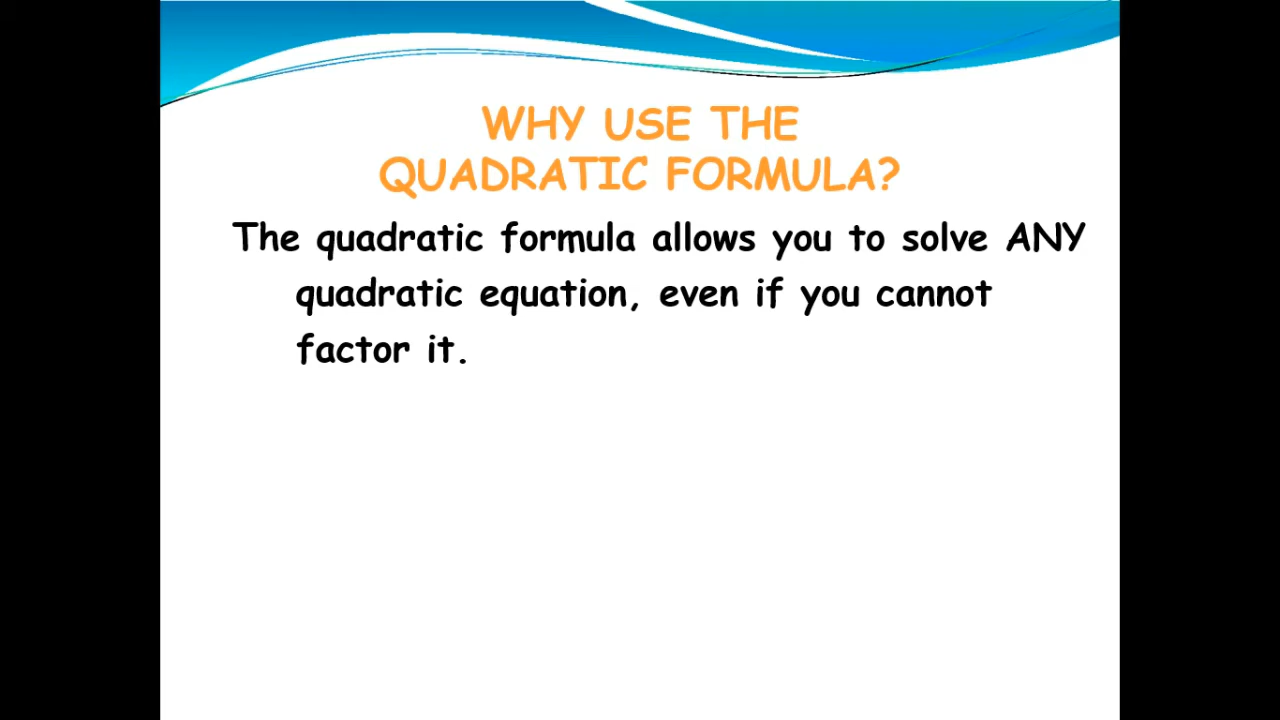 WHY USE THE
QUADRATIC FORMULA?
The quadratic formula allows you to solve ANY
quadratic equation, even if you cannot
factor it.